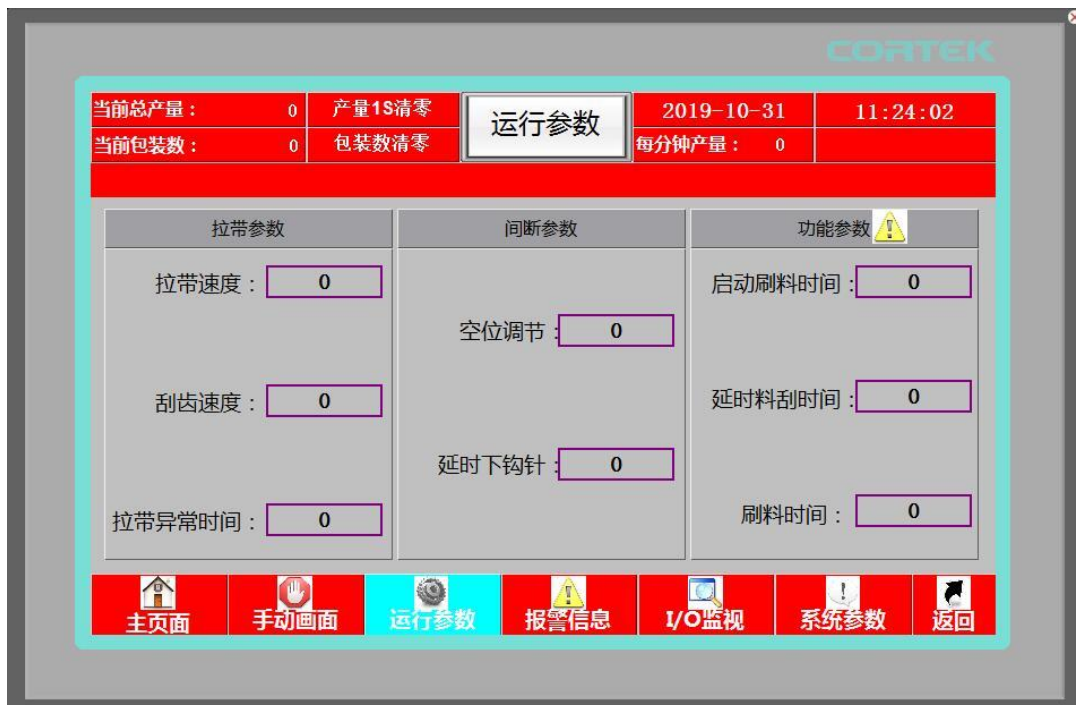 CORTEK
当前总产量： 0 产量1S清零 运行参数 2019-10-31 11:24:02
当前包装数： 0 包装数清零 每分钟产量： 0
拉带参数 间断参数 功能参数
拉带速度： 0 启动刷料时间： 0
空位调节： 0
刮齿速度： 0 延时料刮时间： 0
延时下钩针： 0
拉带异常时间： 0 刷料时间： 0
主页面 手动画面 运行参数 报警信息 I/O监视 系统参数 返回